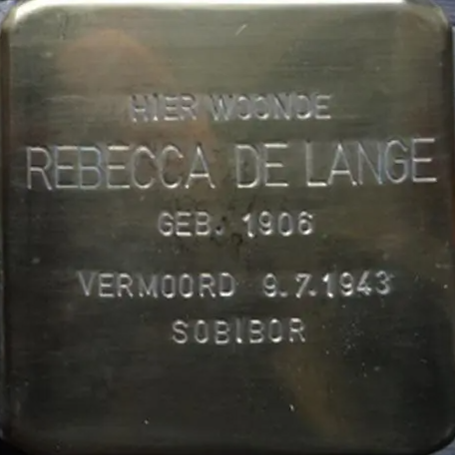 HIER WOONDE
REBECCA DE LANGE
GEB. 1906
VERMOORD 9.7.1943
SOBIBOR